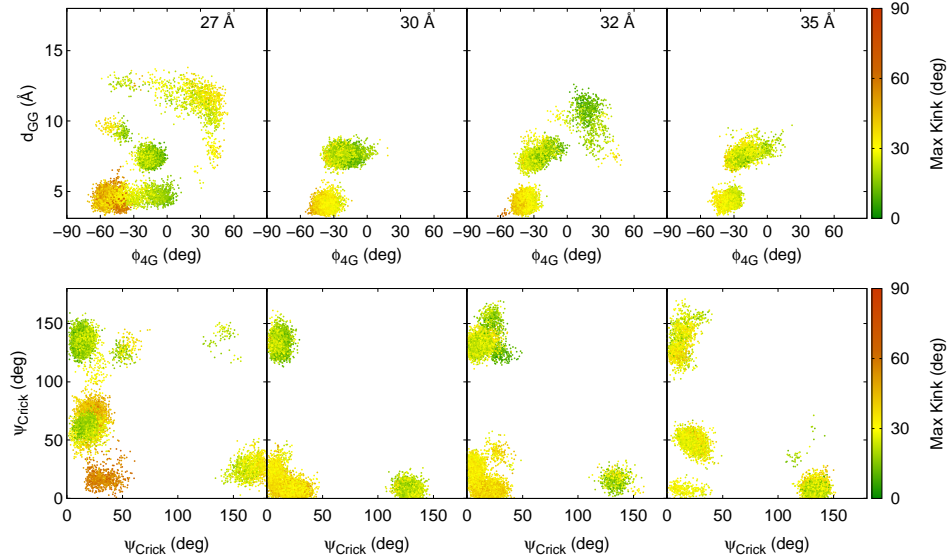 27 Å 30 Å 32 Å 35 Å
d_GG (Å)
15
10
5
−90 −60 −30 0 30 60 −90 −60 −30 0 30 60 −90 −60 −30 0 30 60 −90 −60 −30 0 30 60
ϕ_4G (deg) ϕ_4G (deg) ϕ_4G (deg) ϕ_4G (deg)
90
60
30
0
Max Kink (deg)
ψ_Crick (deg)
150
100
50
0
0 50 100 150 0 50 100 150 0 50 100 150 0 50 100 150
ψ_Crick (deg) ψ_Crick (deg) ψ_Crick (deg) ψ_Crick (deg)
90
60
30
0
Max Kink (deg)